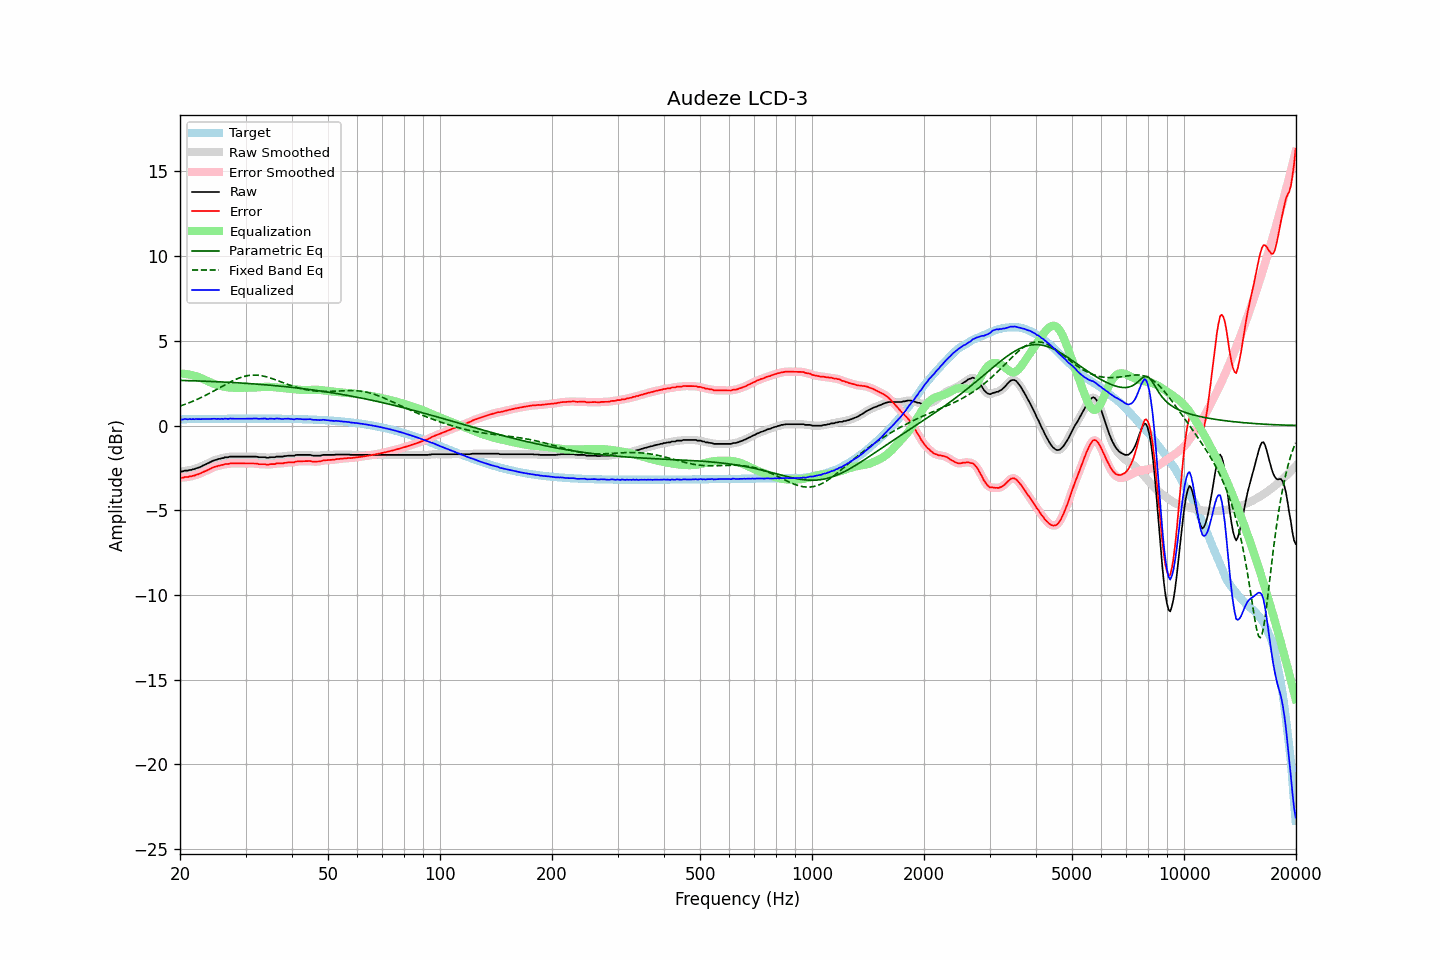 Audeze LCD-3
Target
Raw Smoothed
Error Smoothed
Raw
Error
Equalization
Parametric Eq
Fixed Band Eq
Equalized
15
10
5
0
−5
−10
−15
−20
−25
Amplitude (dBr)
20 50 100 200 500 1000 2000 5000 10000 20000
Frequency (Hz)